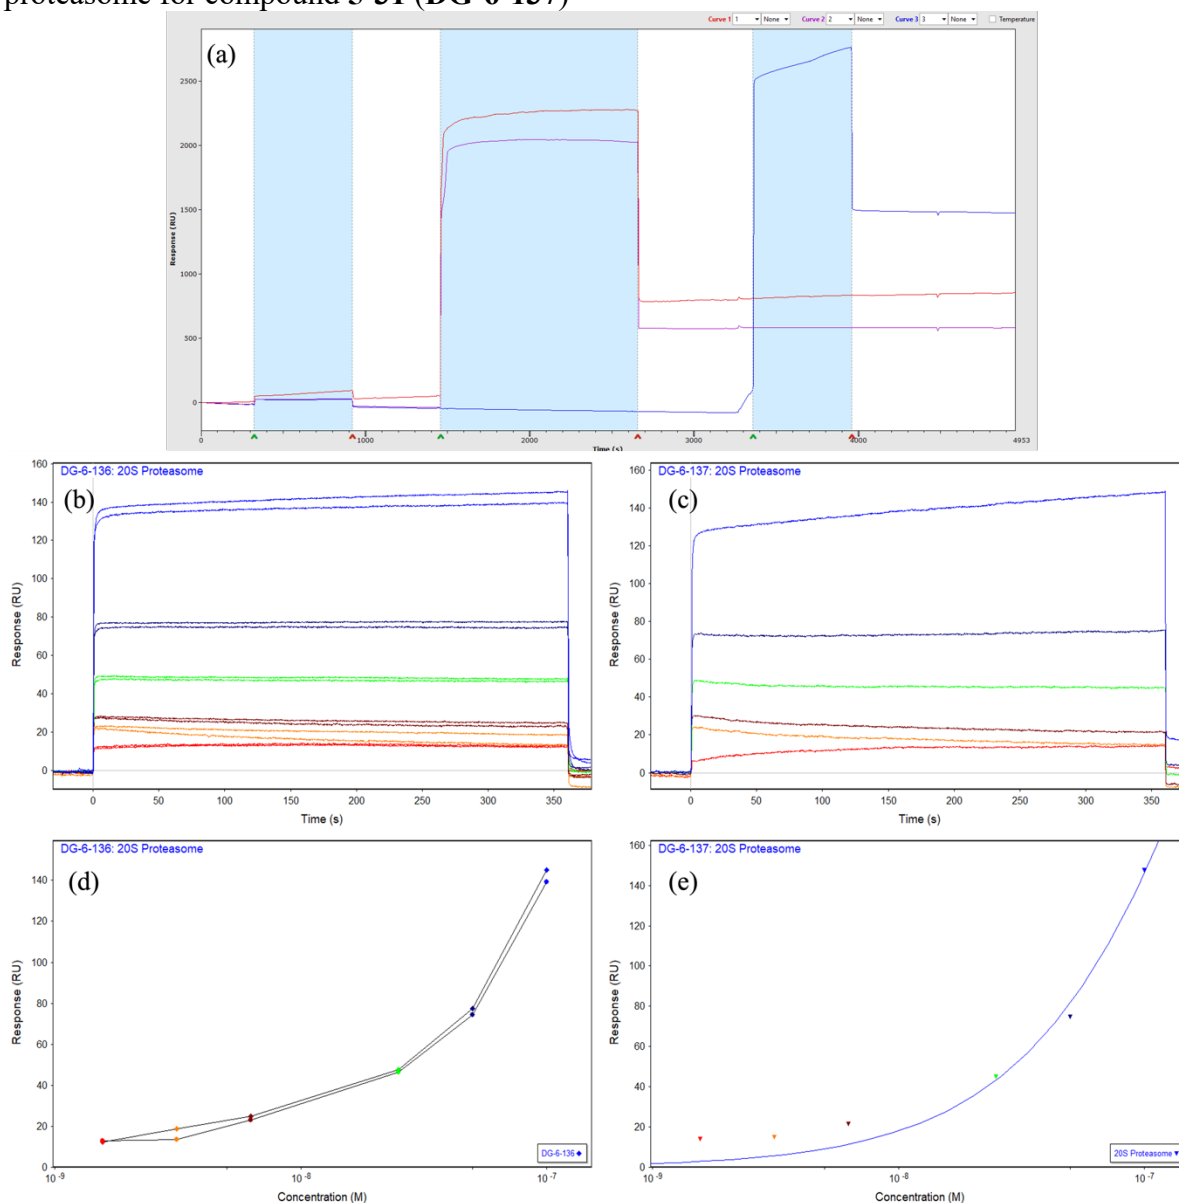 proteasome for compound 5-31 (DG-6-137)
Curve 1 1 None Curve 2 2 None Curve 3 3 None Temperature
(a)
Response (RU)
2500
2000
1500
1000
500
0
0 1000 2000 3000 4000 4953
Time (s)
DG-6-136: 20S Proteasome
(b)
Response (RU)
160
140
120
100
80
60
40
20
0
0 50 100 150 200 250 300 350
Time (s)
DG-6-137: 20S Proteasome
(c)
Response (RU)
160
140
120
100
80
60
40
20
0
0 50 100 150 200 250 300 350
Time (s)
DG-6-136: 20S Proteasome
(d)
Response (RU)
140
120
100
80
60
40
20
0
10 -9 10 -8 10 -7
Concentration (M)
DG-6-136
DG-6-137: 20S Proteasome
(e)
Response (RU)
160
140
120
100
80
60
40
20
0
10 -9 10 -8 10 -7
Concentration (M)
20S Proteasome